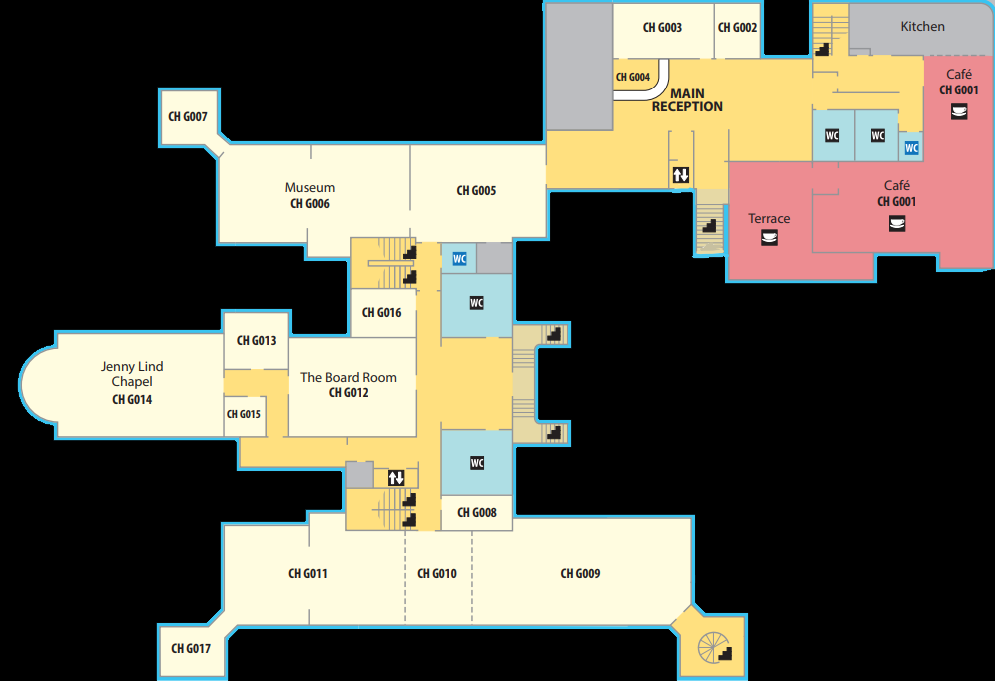 CH G003
CH G002
Kitchen
CH G004
MAIN
RECEPTION
Café
CH G001
CH G007
WC
WC
WC
Museum
CH G006
CH G005
Café
CH G001
Terrace
WC
WC
CH G016
CH G013
Jenny Lind
Chapel
CH G014
The Board Room
CH G012
CH G015
WC
CH G008
CH G011
CH G010
CH G009
CH G017